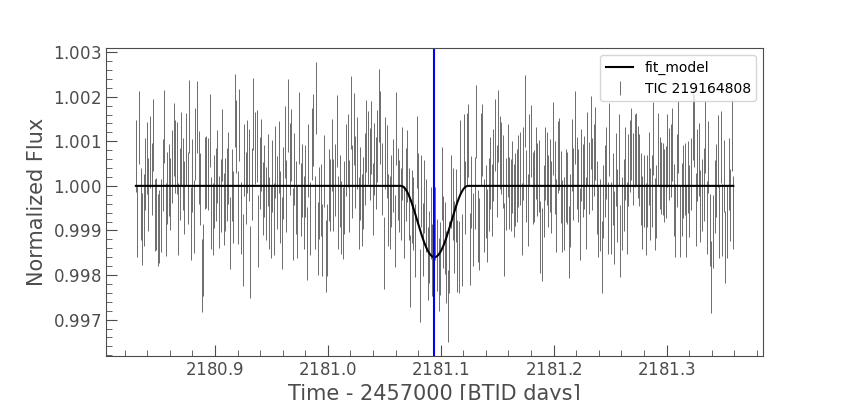 1.003
1.002
1.001
1.000
0.999
0.998
0.997
Normalized Flux
fit_model
TIC 219164808
2180.9 2181.0 2181.1 2181.2 2181.3
Time - 2457000 [BTJD days]